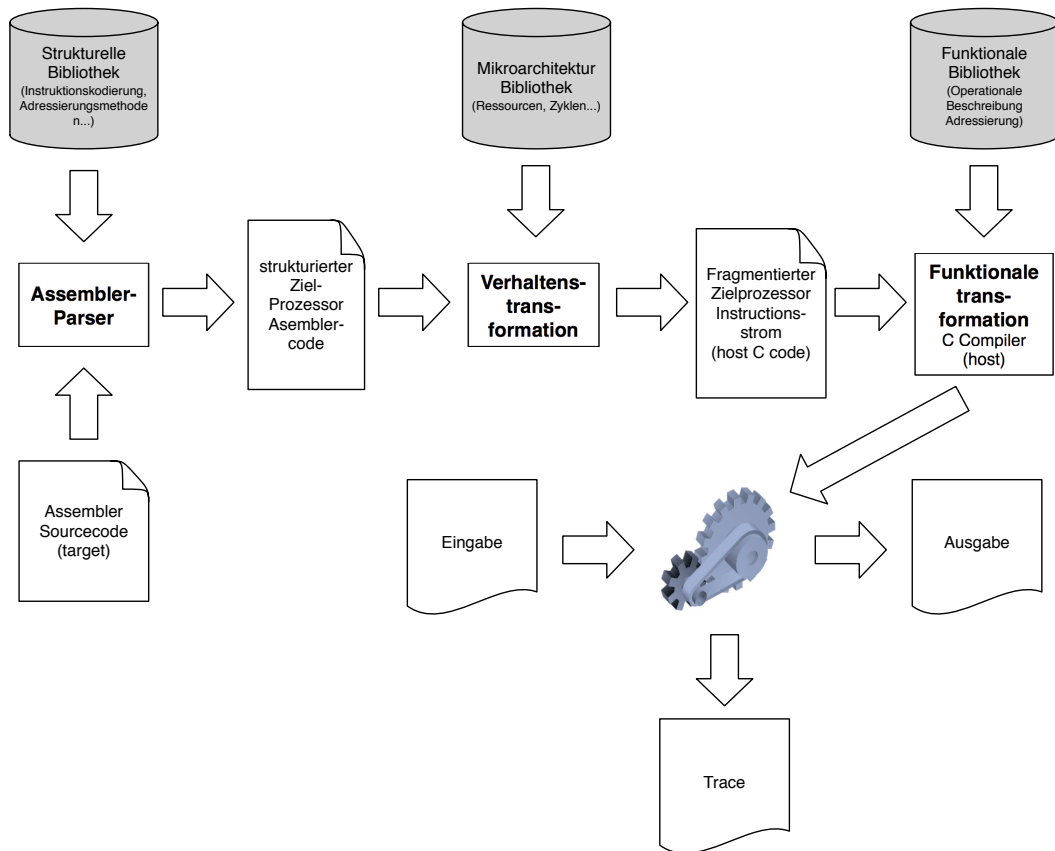 Strukturelle
Bibliothek
(Instruktionskodierung,
Adressierungsmethode
n...)
Mikroarchitektur
Bibliothek
(Ressourcen, Zyklen...)
Funktionale
Bibliothek
(Operationale
Beschreibung
Adressierung)
Assembler-
Parser
strukturierter
Ziel-
Prozessor
Asembler-
code
Verhaltens-
trans-
formation
Fragmentierter
Zielprozessor
Instructions-
strom
(host C code)
Funktionale
trans-
formation
C Compiler
(host)
Assembler
Sourcecode
(target)
Eingabe
Ausgabe
Trace